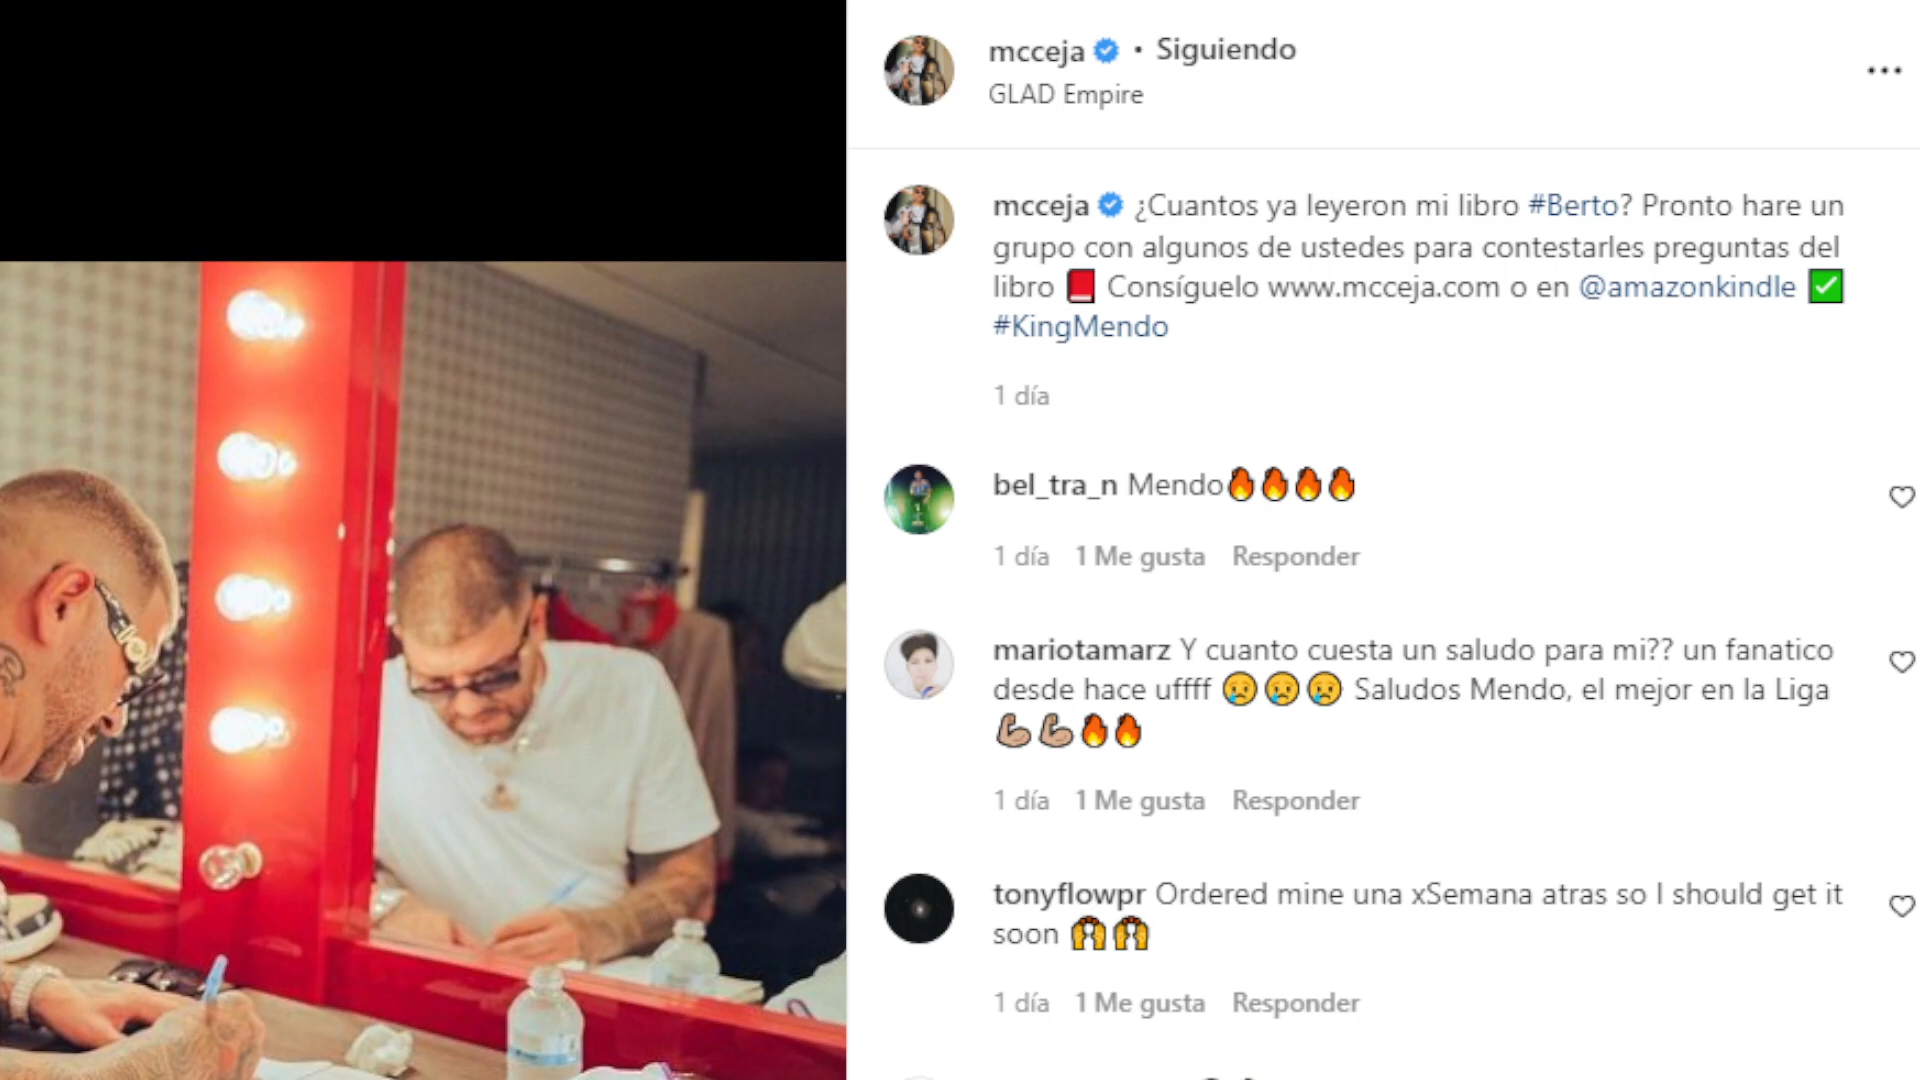 mcceja • Siguiendo
GLAD Empire
mcceja ¿Cuantos ya leyeron mi libro #Berto? Pronto hare un
grupo con algunos de ustedes para contestarles preguntas del
libro 📕 Consíguelo www.mcceja.com o en @amazonkindle ✅
#KingMendo
1 día
bel_tra_n Mendo🔥🔥🔥🔥
1 día 1 Me gusta Responder
mariotamarz Y cuanto cuesta un saludo para mi?? un fanatico
desde hace uffff 😢😢😢 Saludos Mendo, el mejor en la Liga
💪🏽💪🏽🔥🔥
1 día 1 Me gusta Responder
tonyflowpr Ordered mine una xSemana atras so I should get it
soon 🙌🙌
1 día 1 Me gusta Responder